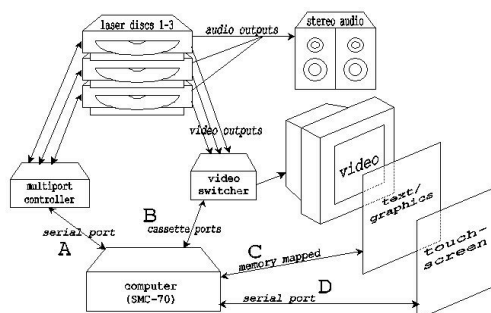 laser discs 1-3
stereo audio
audio outputs
video outputs
video
multiport
controller
video
switcher
text/
graphics
B
serial port
cassette ports
A
C
memory mapped
touch-
screen
D
computer
(SMC-70)
serial port